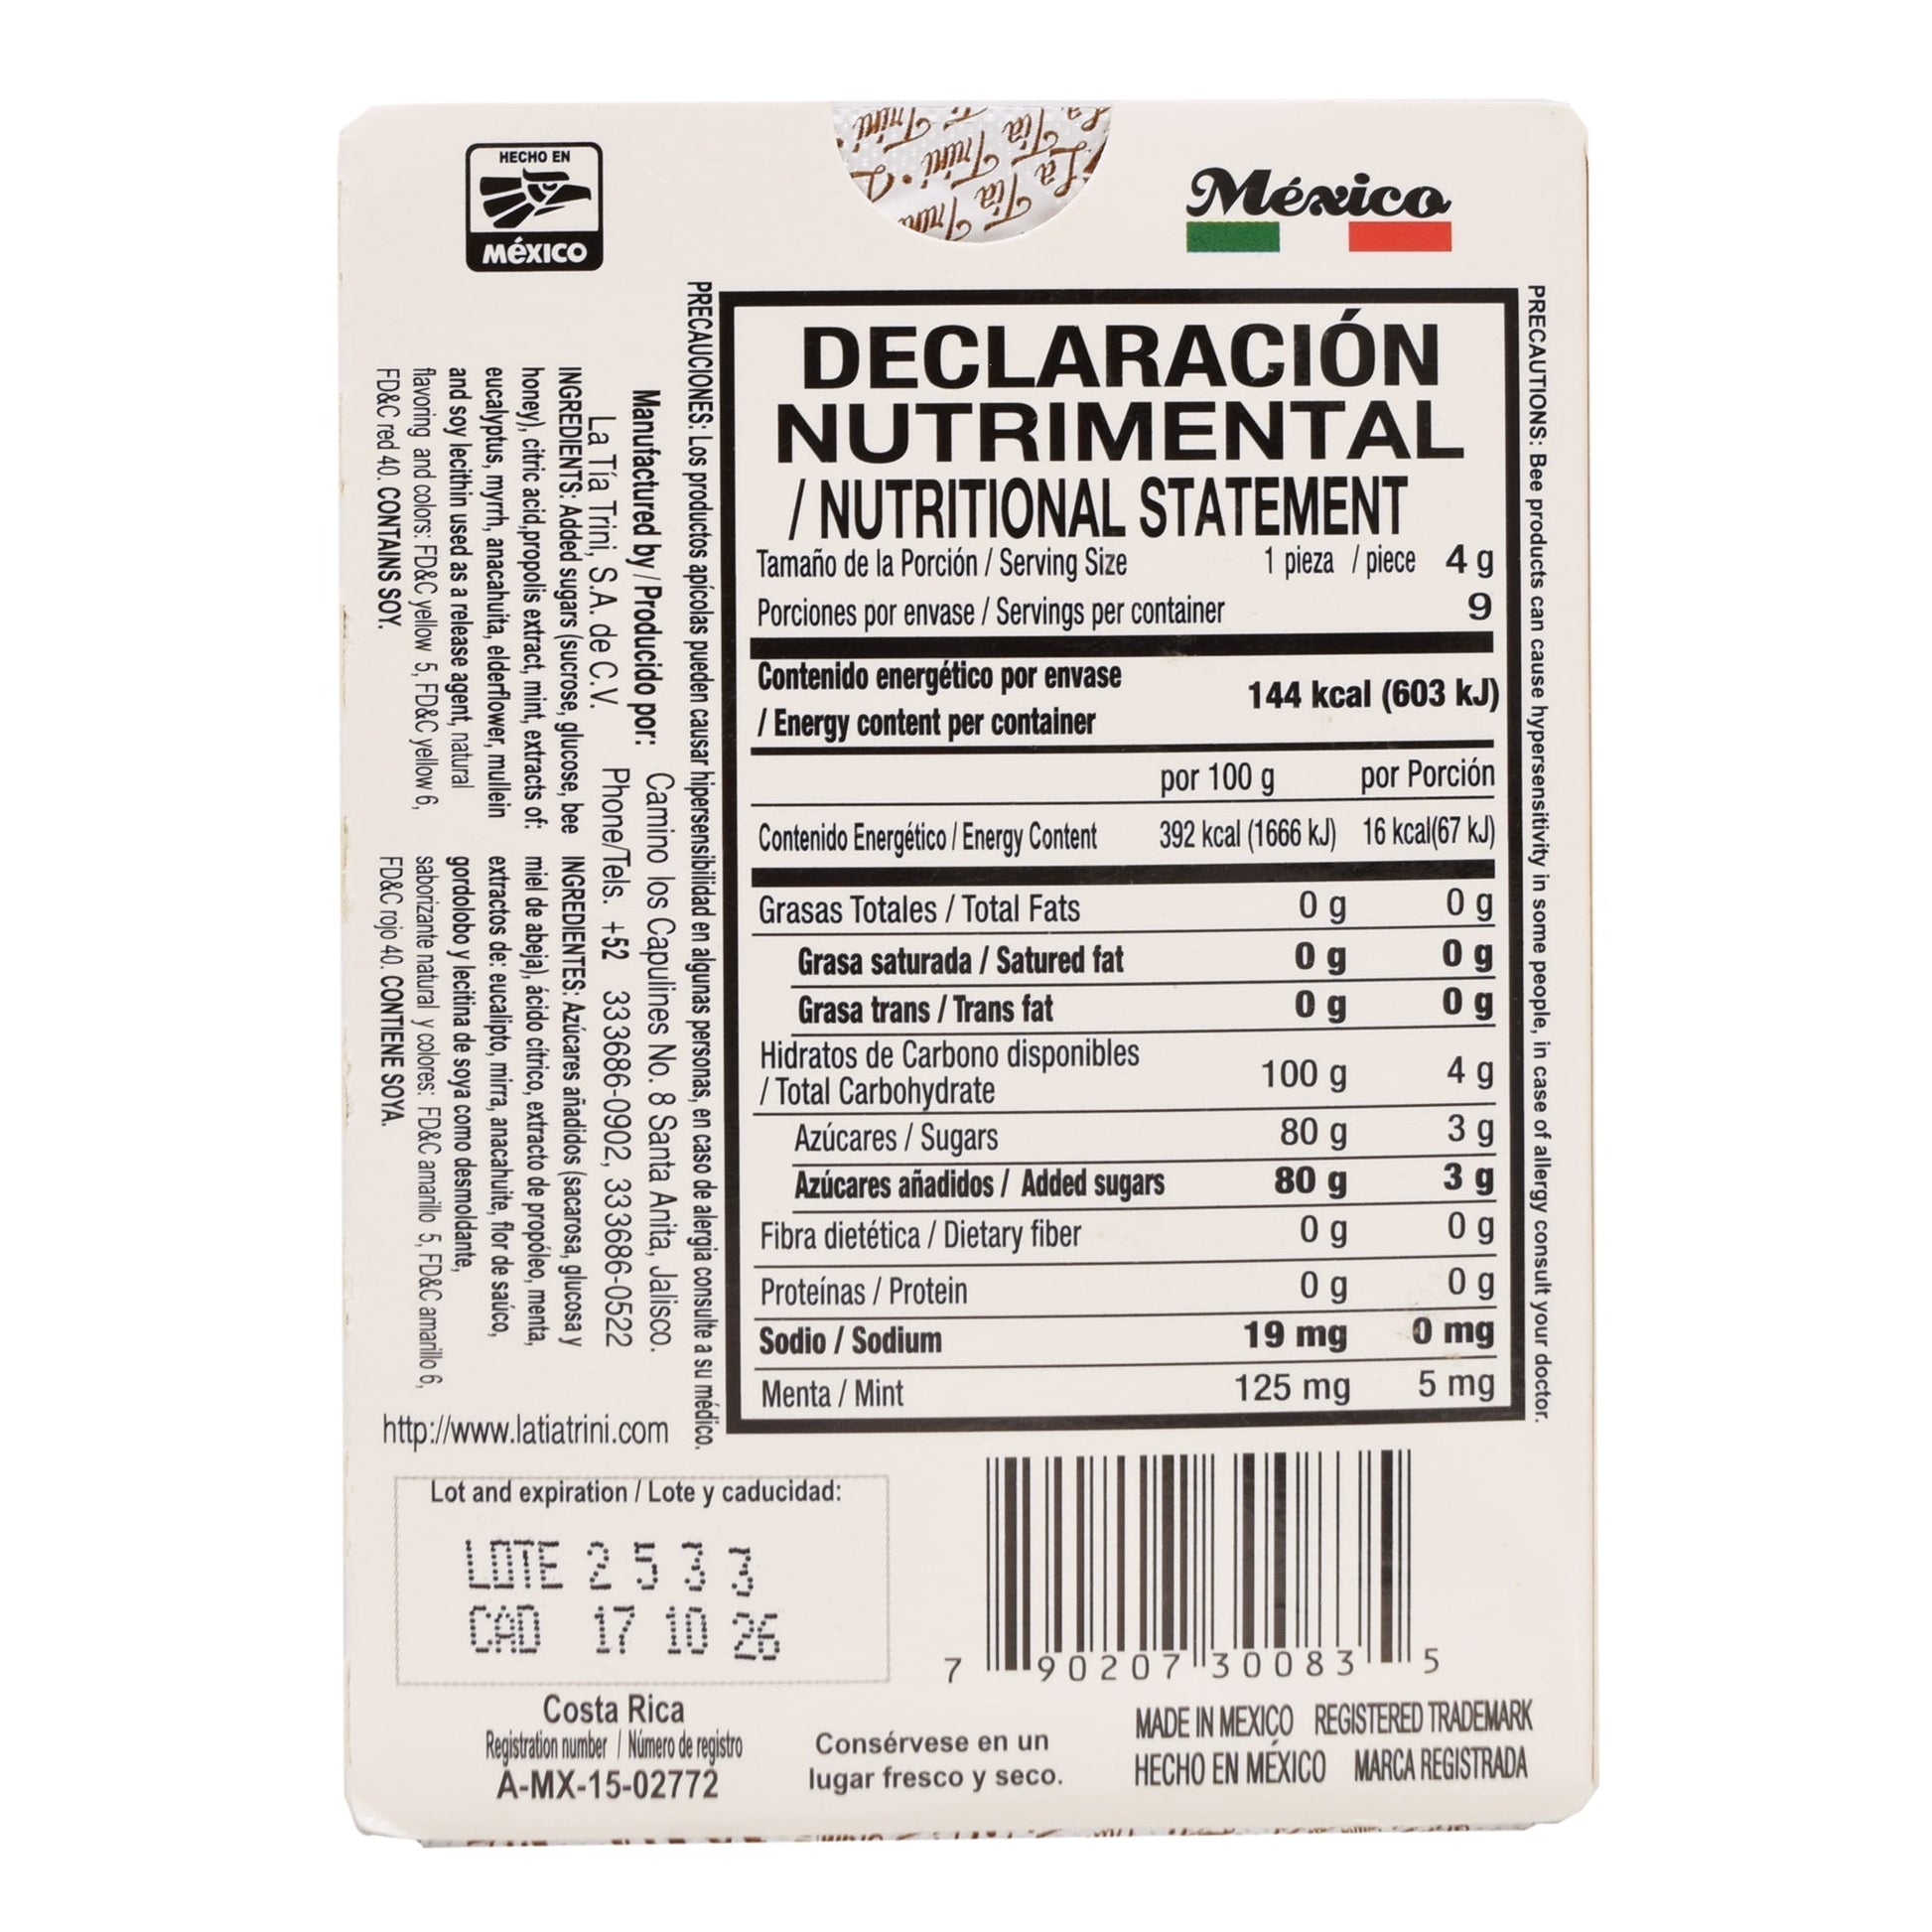 HECHO EN
MÉXICO
La Tía Trini
México
DECLARACIÓN
NUTRIMENTAL
/ NUTRITIONAL STATEMENT
Tamaño de la Porción / Serving Size 1 pieza / piece 4 g
Porciones por envase / Servings per container 9
Contenido energético por envase
/ Energy content per container 144 kcal (603 kJ)
por 100 g por Porción
Contenido Energético / Energy Content 392 kcal (1666 kJ) 16 kcal(67 kJ)
Grasas Totales / Total Fats 0 g 0 g
Grasa saturada / Satured fat 0 g 0 g
Grasa trans / Trans fat 0 g 0 g
Hidratos de Carbono disponibles
/ Total Carbohydrate 100 g 4 g
Azúcares / Sugars 80 g 3 g
Azúcares añadidos / Added sugars 80 g 3 g
Fibra dietética / Dietary fiber 0 g 0 g
Proteínas / Protein 0 g 0 g
Sodio / Sodium 19 mg 0 mg
Menta / Mint 125 mg 5 mg
PRECAUTIONS: Bee products can cause hypersensitivity in some people, in case of allergy consult your doctor.
PRECAUCIONES: Los productos apícolas pueden causar hipersensibilidad en algunas personas, en caso de alergia consulte a su médico.
Manufactured by / Producido por: Camino los Capulines No. 8 Santa Anita, Jalisco.
La Tía Trini, S.A. de C.V. Phone/Tels. +52 333686-0902, 333686-0522
INGREDIENTS: Added sugars (sucrose, glucose, bee
honey), citric acid,propolis extract, mint, extracts of:
eucalyptus, myrrh, anacahuita, elderflower, mullein
and soy lecithin used as a release agent, natural
flavoring and colors: FD&C yellow 5, FD&C yellow 6,
FD&C red 40. CONTAINS SOY.
INGREDIENTES: Azúcares añadidos (sacarosa, glucosa y
miel de abeja), ácido cítrico, extracto de propóleo, menta,
extractos de: eucalipto, mirra, anacahuite, flor de saúco,
gordolobo y lecitina de soya como desmoldante,
saborizante natural y colores: FD&C amarillo 5, FD&C amarillo 6,
FD&C rojo 40. CONTIENE SOYA.
http://www.latiatrini.com
Lot and expiration / Lote y caducidad:
LOTE 2 5 3 3
CAD 17 10 26
7 90207 30083 5
Costa Rica
Registration number / Número de registro
A-MX-15-02772
Consérvese en un
lugar fresco y seco.
MADE IN MEXICO REGISTERED TRADEMARK
HECHO EN MÉXICO MARCA REGISTRADA